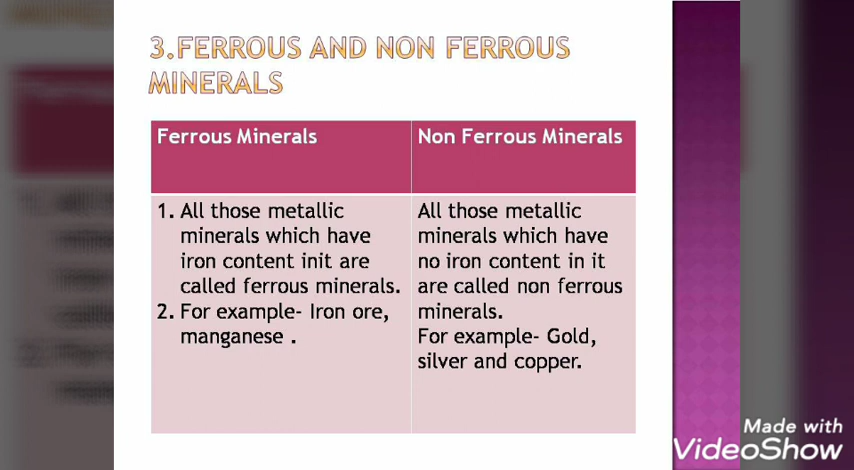 3.FERROUS AND NON FERROUS
MINERALS
Ferrous Minerals
Non Ferrous Minerals
1. All those metallic
minerals which have
iron content init are
called ferrous minerals.
2. For example- Iron ore,
manganese .
All those metallic
minerals which have
no iron content in it
are called non ferrous
minerals.
For example- Gold,
silver and copper.
Made with
VideoShow